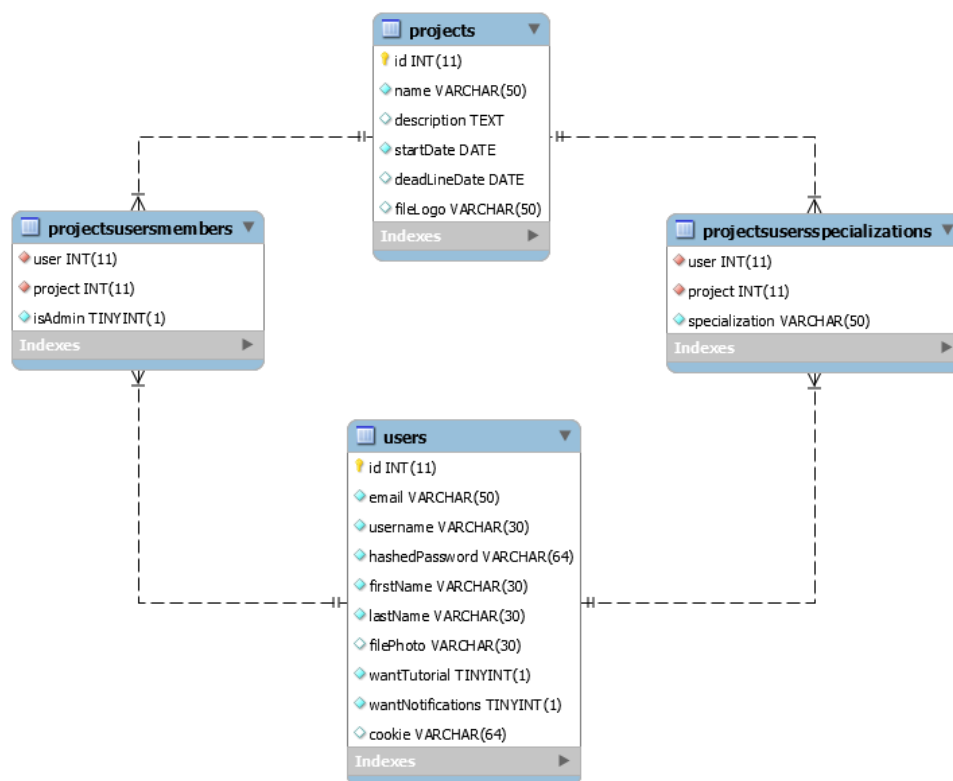 projects
id INT(11)
name VARCHAR(50)
description TEXT
startDate DATE
deadLineDate DATE
fileLogo VARCHAR(50)
Indexes
projectsusersmembers
user INT(11)
project INT(11)
isAdmin TINYINT(1)
Indexes
projectsusersspecializations
user INT(11)
project INT(11)
specialization VARCHAR(50)
Indexes
users
id INT(11)
email VARCHAR(50)
username VARCHAR(30)
hashedPassword VARCHAR(64)
firstName VARCHAR(30)
lastName VARCHAR(30)
filePhoto VARCHAR(30)
wantTutorial TINYINT(1)
wantNotifications TINYINT(1)
cookie VARCHAR(64)
Indexes